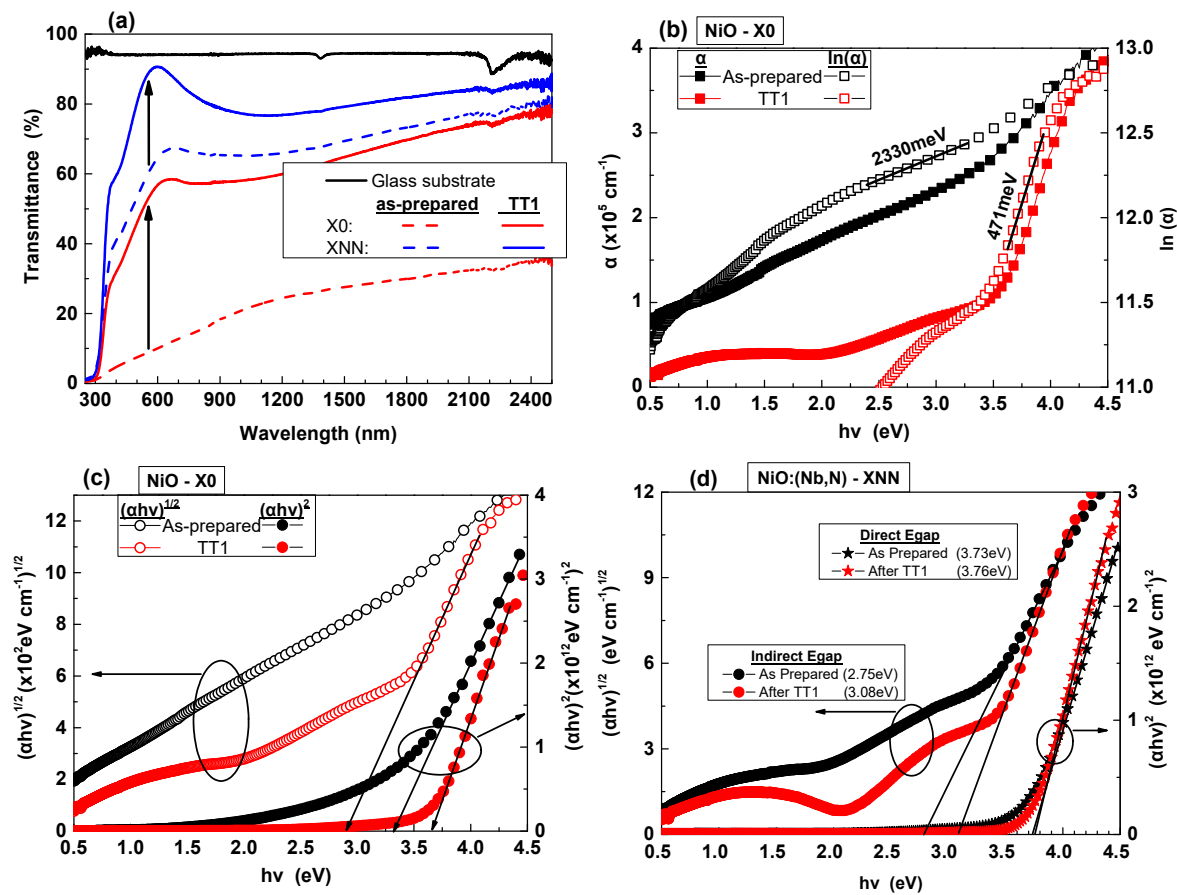 (a)
100
80
60
40
20
0
Transmittance (%)
Glass substrate
as-prepared TT1
X0:
XNN:
300 600 900 1200 1500 1800 2100 2400
Wavelength (nm)
(b)
NiO - X0
α ln(α)
As-prepared
TT1
2330meV
471meV
4
3
2
1
0
α (x10⁵ cm⁻¹)
13.0
12.5
12.0
11.5
11.0
ln (α)
0.5 1.0 1.5 2.0 2.5 3.0 3.5 4.0 4.5
hν (eV)
(c)
NiO - X0
(αhν)^1/2 (αhν)²
As-prepared
TT1
12
10
8
6
4
2
0
(αhν)^1/2 (x10²eV cm⁻¹)^1/2
4
3
2
1
0
(αhν)²(x10¹²eV cm⁻¹)²
0.5 1.0 1.5 2.0 2.5 3.0 3.5 4.0 4.5
hν (eV)
(d)
NiO:(Nb,N) - XNN
Direct Egap
As Prepared (3.73eV)
After TT1 (3.76eV)
Indirect Egap
As Prepared (2.75eV)
After TT1 (3.08eV)
12
9
6
3
0
(αhν)^1/2 (eV cm⁻¹)^1/2
3
2
1
0
(αhν)² (x10¹² eV cm⁻¹)²
0.5 1.0 1.5 2.0 2.5 3.0 3.5 4.0 4.5
hν (eV)